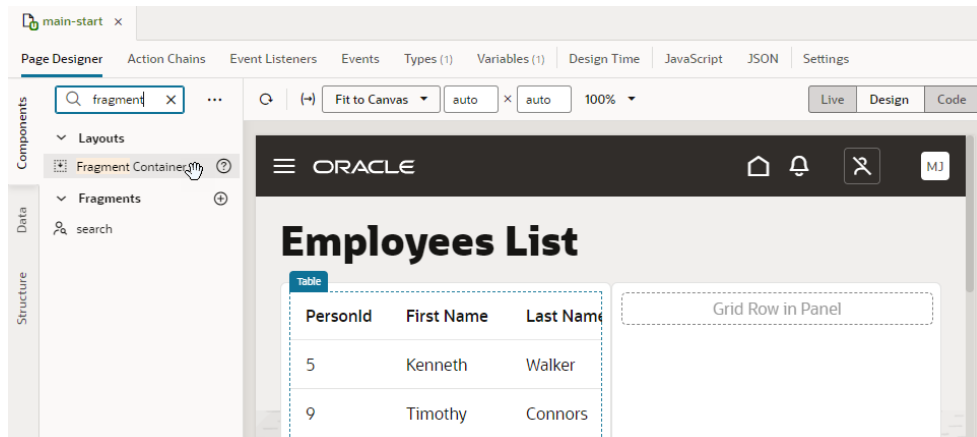 main-start
Page Designer Action Chains Event Listeners Events Types (1) Variables (1) Design Time JavaScript JSON Settings
Components
Data
Structure
fragment
Layouts
Fragment Container
Fragments
search
Fit to Canvas auto × auto 100% Live Design Code
ORACLE MJ
Employees List
Table
PersonId First Name Last Name
Grid Row in Panel
5 Kenneth Walker
9 Timothy Connors